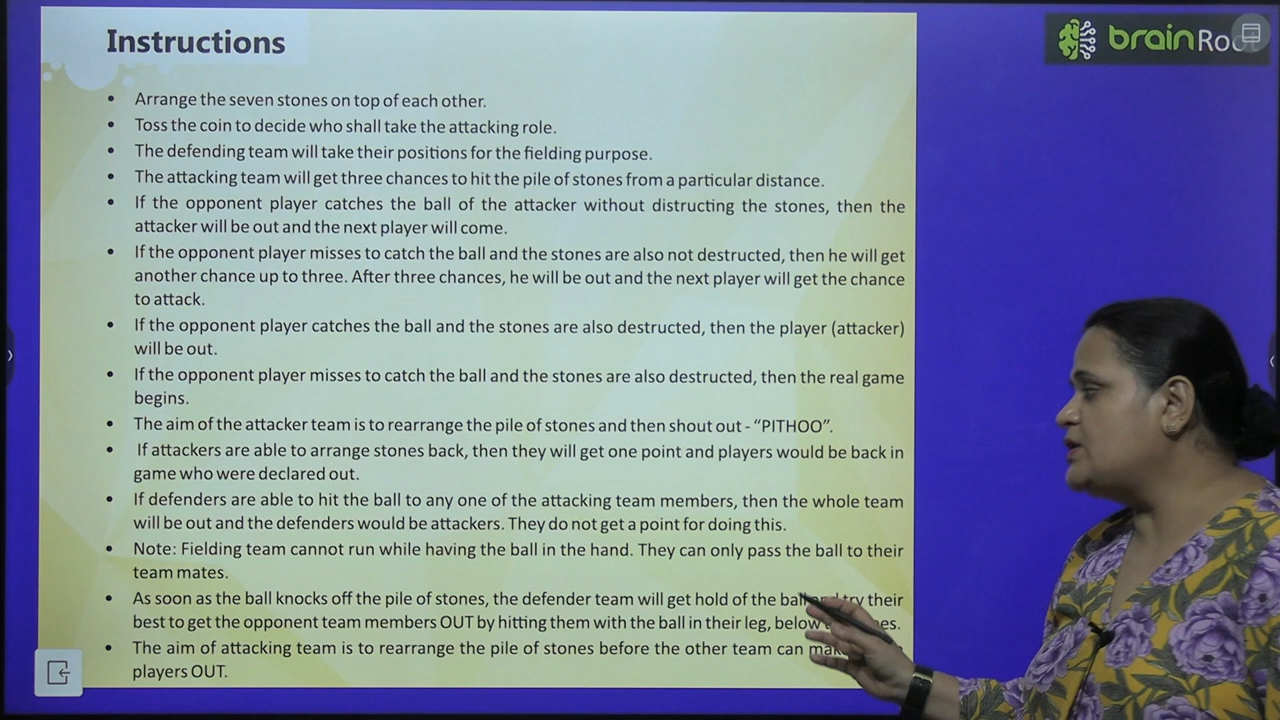 Instructions
brainRoo
• Arrange the seven stones on top of each other.
• Toss the coin to decide who shall take the attacking role.
• The defending team will take their positions for the fielding purpose.
• The attacking team will get three chances to hit the pile of stones from a particular distance.
• If the opponent player catches the ball of the attacker without distructing the stones, then the
attacker will be out and the next player will come.
• If the opponent player misses to catch the ball and the stones are also not destructed, then he will get
another chance up to three. After three chances, he will be out and the next player will get the chance
to attack.
• If the opponent player catches the ball and the stones are also destructed, then the player (attacker)
will be out.
• If the opponent player misses to catch the ball and the stones are also destructed, then the real game
begins.
• The aim of the attacker team is to rearrange the pile of stones and then shout out - “PITHOO”.
• If attackers are able to arrange stones back, then they will get one point and players would be back in
game who were declared out.
• If defenders are able to hit the ball to any one of the attacking team members, then the whole team
will be out and the defenders would be attackers. They do not get a point for doing this.
• Note: Fielding team cannot run while having the ball in the hand. They can only pass the ball to their
team mates.
• As soon as the ball knocks off the pile of stones, the defender team will get hold of the ball try their
best to get the opponent team members OUT by hitting them with the ball in their leg, below
• The aim of attacking team is to rearrange the pile of stones before the other team can
players OUT.